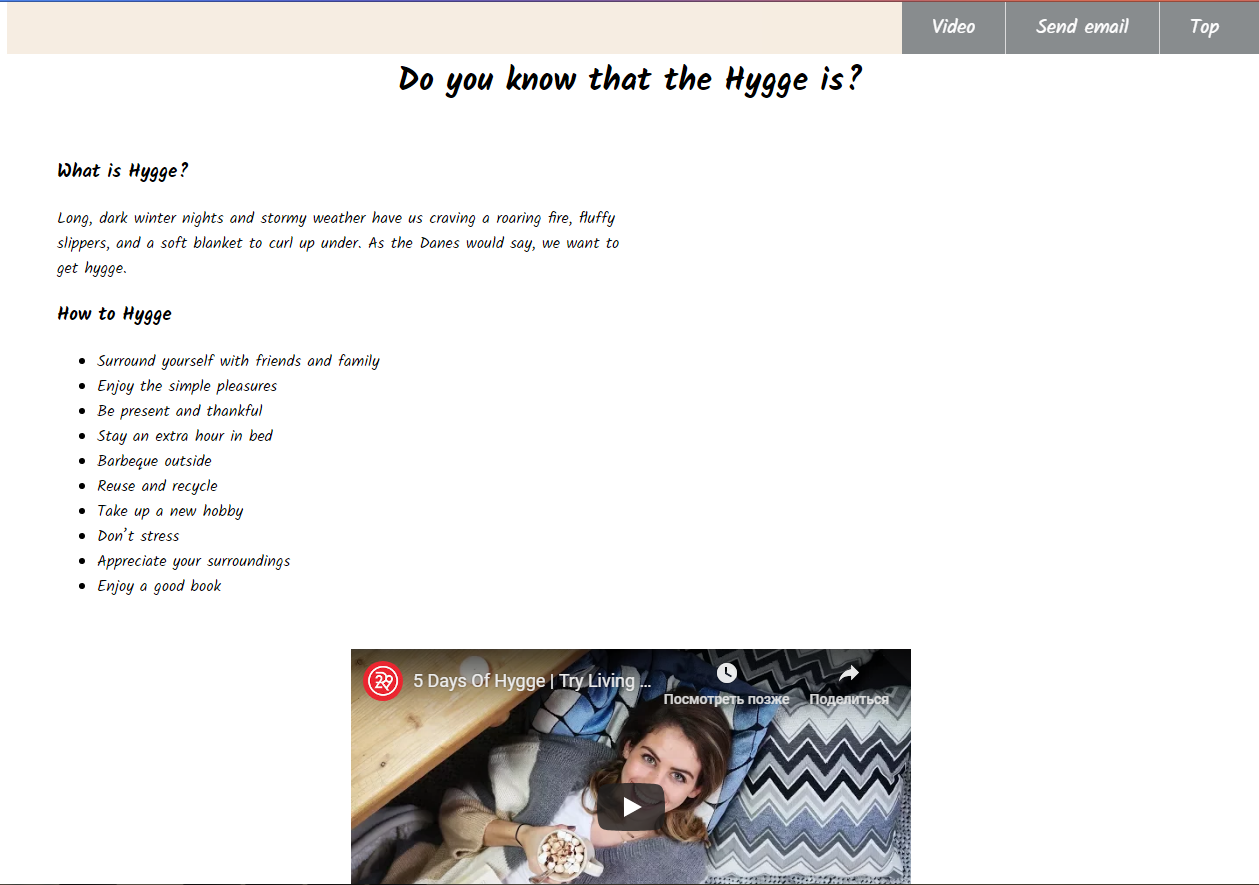 Video Send email Top
Do you know that the Hygge is?
What is Hygge?
Long, dark winter nights and stormy weather have us craving a roaring fire, fluffy
slippers, and a soft blanket to curl up under. As the Danes would say, we want to
get hygge.
How to Hygge
Surround yourself with friends and family
Enjoy the simple pleasures
Be present and thankful
Stay an extra hour in bed
Barbeque outside
Reuse and recycle
Take up a new hobby
Don't stress
Appreciate your surroundings
Enjoy a good book
29 5 Days Of Hygge | Try Living ...
Посмотреть позже Поделиться